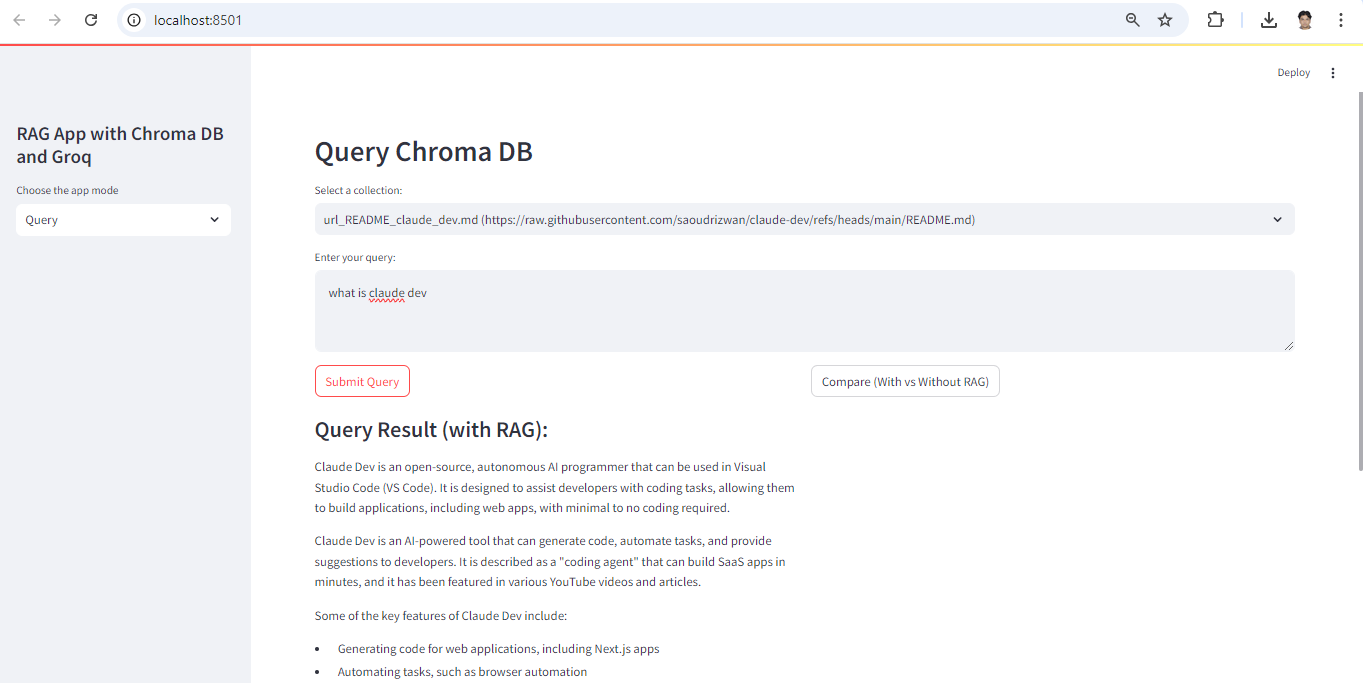 localhost:8501
Deploy
RAG App with Chroma DB
and Groq
Choose the app mode
Query
Query Chroma DB
Select a collection:
url_README_claude_dev.md (https://raw.githubusercontent.com/saoudrizwan/claude-dev/refs/heads/main/README.md)
Enter your query:
what is claude dev
Submit Query
Compare (With vs Without RAG)
Query Result (with RAG):
Claude Dev is an open-source, autonomous AI programmer that can be used in Visual
Studio Code (VS Code). It is designed to assist developers with coding tasks, allowing them
to build applications, including web apps, with minimal to no coding required.
Claude Dev is an AI-powered tool that can generate code, automate tasks, and provide
suggestions to developers. It is described as a "coding agent" that can build SaaS apps in
minutes, and it has been featured in various YouTube videos and articles.
Some of the key features of Claude Dev include:
• Generating code for web applications, including Next.js apps
• Automating tasks, such as browser automation